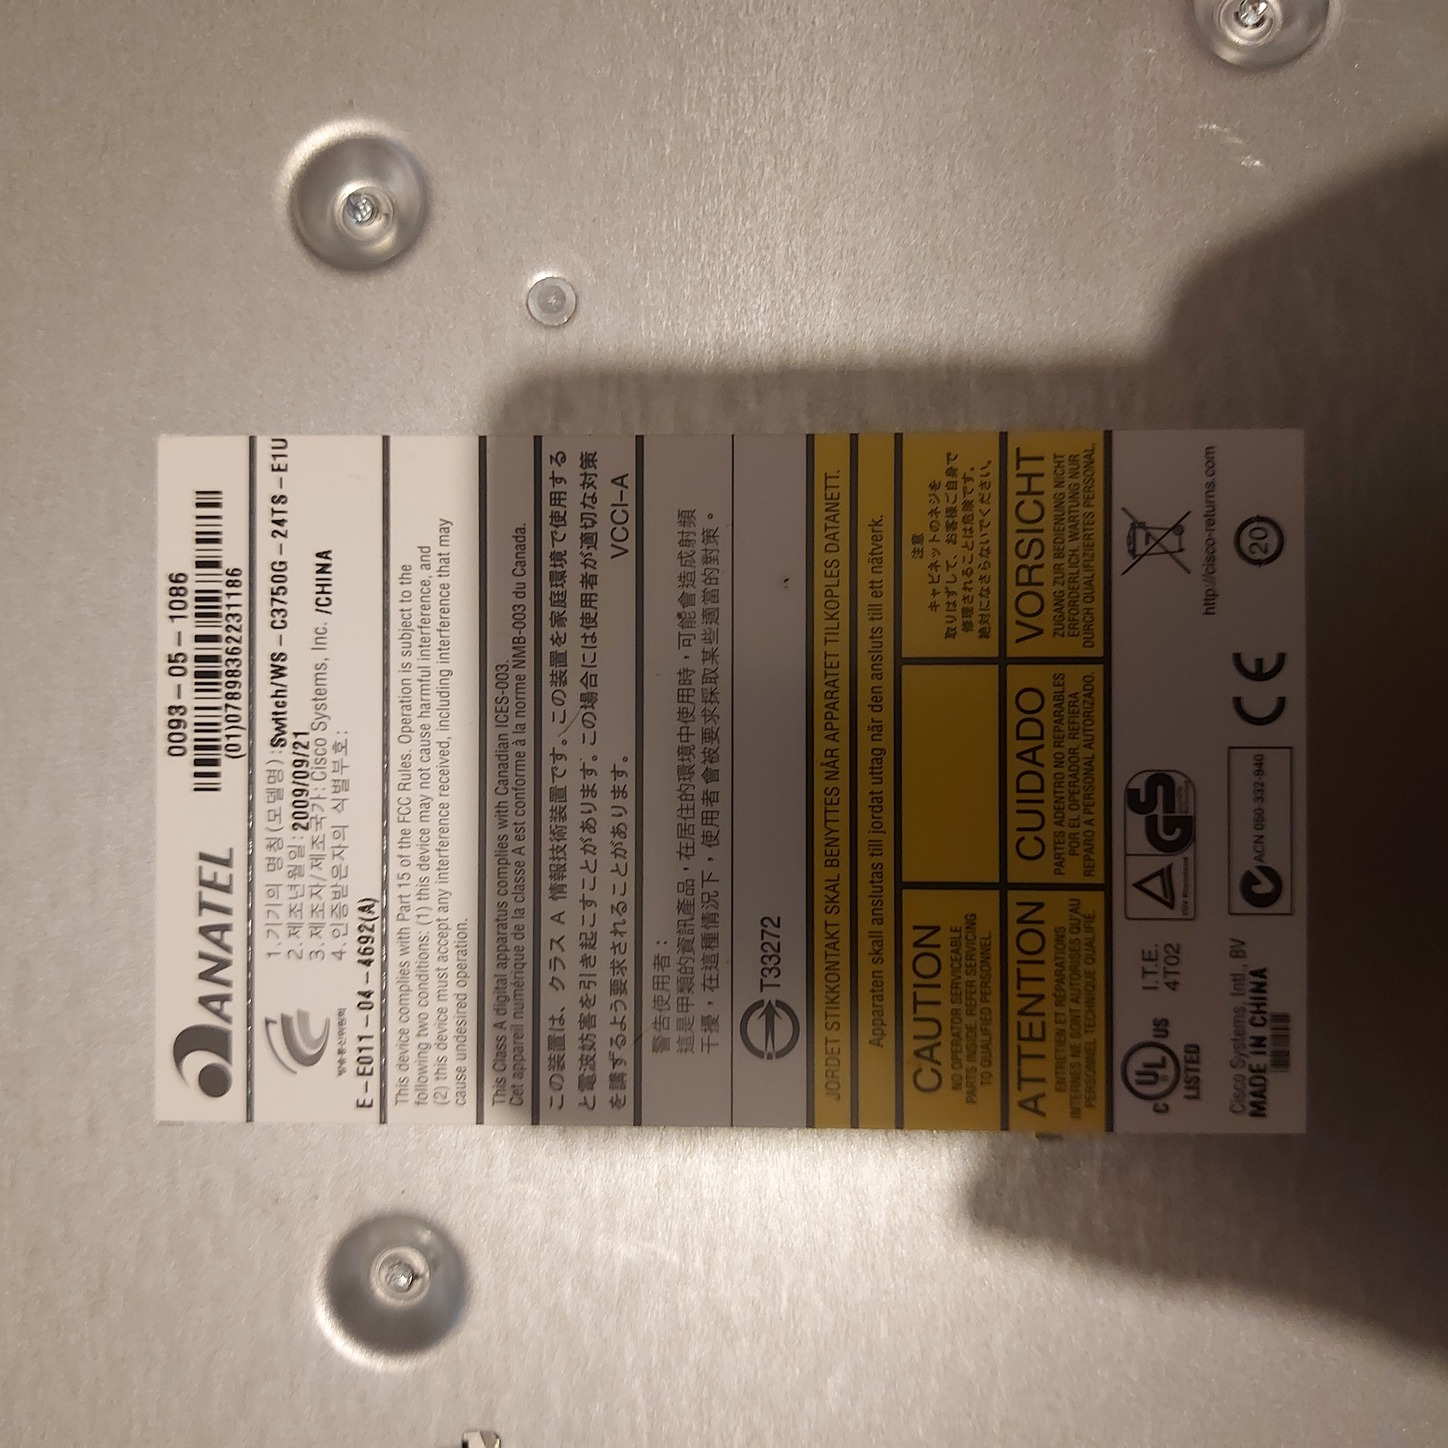 ANATEL
0093-05-1086
(01)07898362231186
1.기기의 명칭(모델명):Switch/WS-C3750G-24TS-E1U
2.제조년월일:2009/09/21
3.제조자/제조국가:Cisco Systems, Inc. /CHINA
4.인증받은자의 식별부호:
방송통신위원회
E-E011-04-4692(A)
This device complies with Part 15 of the FCC Rules. Operation is subject to the
following two conditions: (1) this device may not cause harmful interference, and
(2) this device must accept any interference received, including interference that may
cause undesired operation.
This Class A digital apparatus complies with Canadian ICES-003.
Cet appareil numérique de la classe A est conforme à la norme NMB-003 du Canada.
この装置は、クラス A 情報技術装置です。この装置を家庭環境で使用する
と電波妨害を引き起こすことがあります。この場合には使用者が適切な対策
を講ずるよう要求されることがあります。 VCCI-A
警告使用者：
這是甲類的資訊產品，在居住的環境中使用時，可能會造成射頻
干擾，在這種情況下，使用者會被要求採取某些適當的對策。
T33272
JORDET STIKKONTAKT SKAL BENYTTES NÅR APPARATET TILKOPLES DATANETT.
Apparaten skall anslutas till jordat uttag när den ansluts till ett nätverk.
CAUTION
NO OPERATOR SERVICEABLE
PARTS INSIDE. REFER SERVICING
TO QUALIFIED PERSONNEL.
注意
キャビネットのネジを
取りはずして、お客様ご自身で
修理されることは危険です。
絶対になさらないでください。
ATTENTION
ENTRETIEN ET RÉPARATIONS
INTERNES NE SONT AUTORISÉS QU'AU
PERSONNEL TECHNIQUE QUALIFIÉ.
CUIDADO
PARTES ADENTRO NO REPARABLES
POR EL OPERADOR. REFIERA
REPARO A PERSONAL AUTORIZADO.
VORSICHT
ZUGANG ZUR BEDIENUNG NICHT
ERFORDERLICH. WARTUNG NUR
DURCH QUALIFIZIERTES PERSONAL.
C UL US
LISTED
I.T.E.
4T02
GS
http://cisco-returns.com
Cisco Systems, Intl., BV
MADE IN CHINA
ACN 060-332-940
CE
20